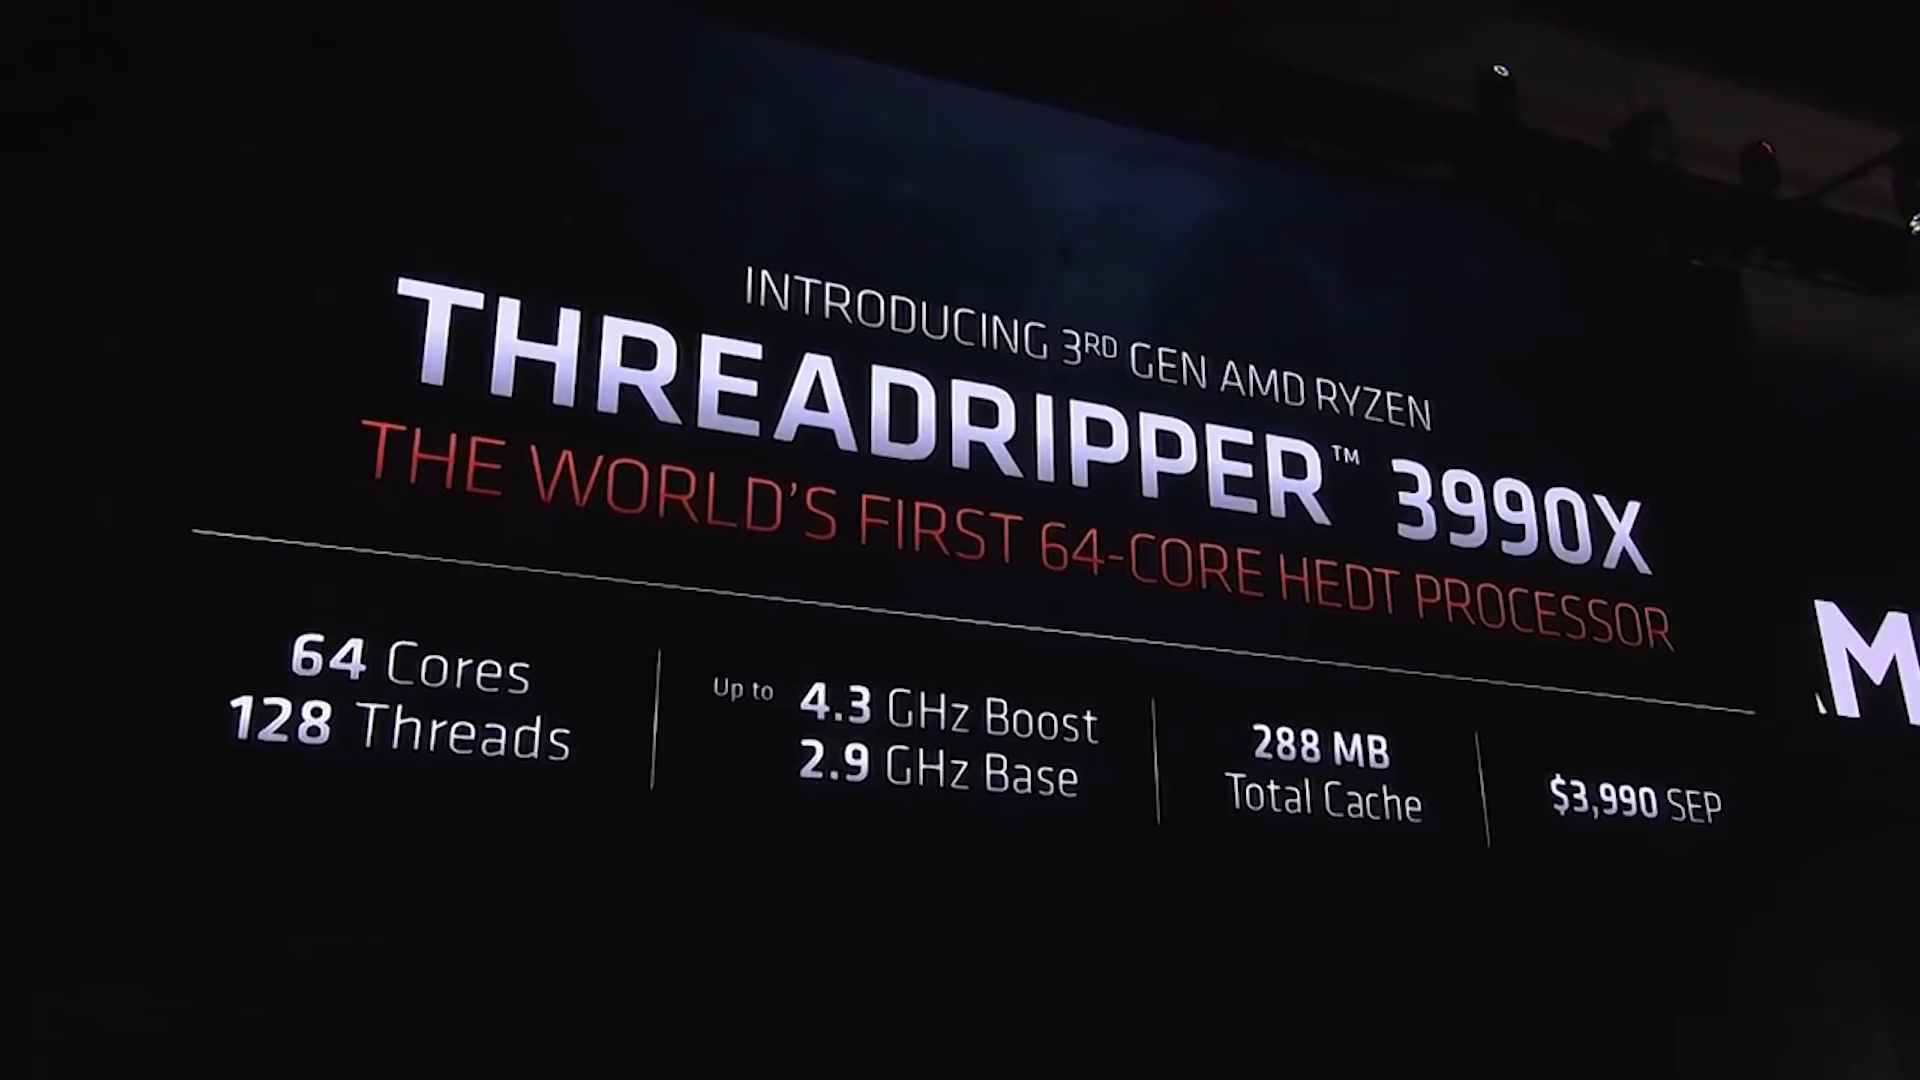 INTRODUCING 3RD GEN AMD RYZEN
THREADRIPPER™ 3990X
THE WORLD'S FIRST 64-CORE HEDT PROCESSOR
64 Cores
128 Threads
Up to 4.3 GHz Boost
2.9 GHz Base
288 MB
Total Cache
$3,990 SEP